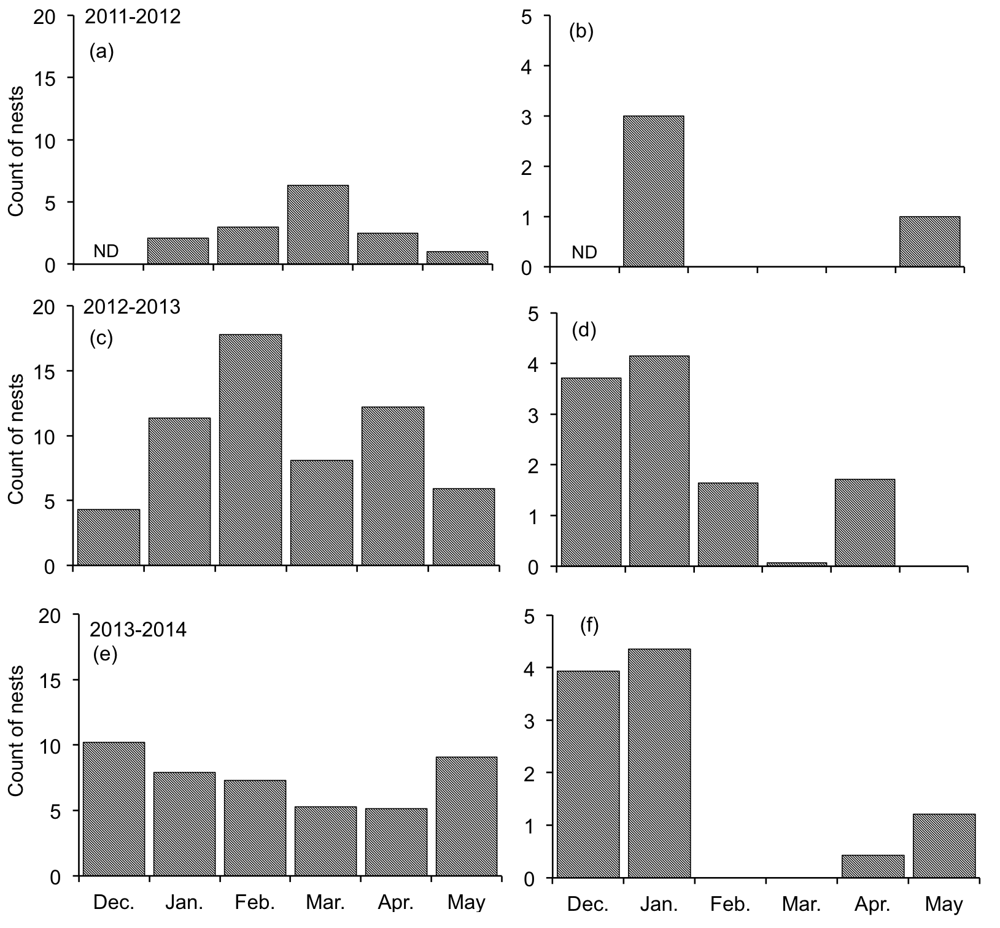 2011-2012
(a)
20
15
10
5
0
Count of nests
ND
(b)
5
4
3
2
1
0
ND
2012-2013
(c)
20
15
10
5
0
Count of nests
(d)
5
4
3
2
1
0
2013-2014
(e)
20
15
10
5
0
Count of nests
Dec. Jan. Feb. Mar. Apr. May
(f)
5
4
3
2
1
0
Dec. Jan. Feb. Mar. Apr. May